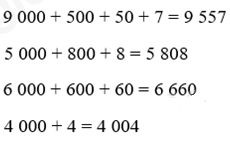 9 000 + 500 + 50 + 7 = 9 557
5 000 + 800 + 8 = 5 808
6 000 + 600 + 60 = 6 660
4 000 + 4 = 4 004